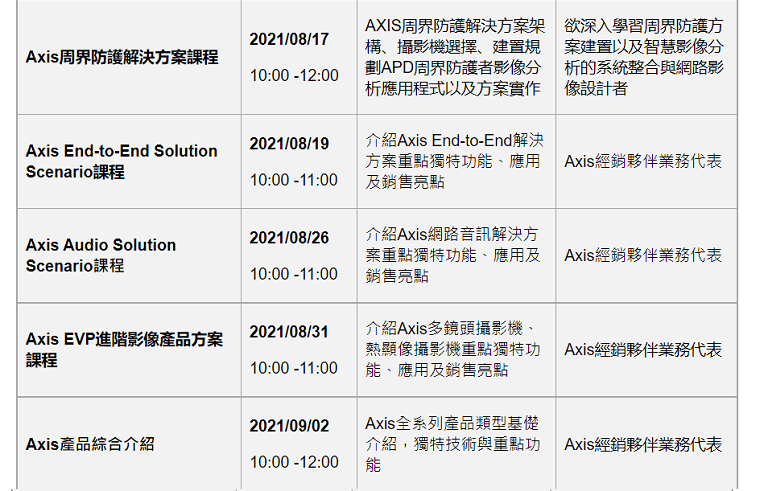 Axis周界防護解決方案課程
2021/08/17
10:00 -12:00
AXIS周界防護解決方案架
構、攝影機選擇、建置規
劃APD周界防護者影像分
析應用程式以及方案實作
欲深入學習周界防護方
案建置以及智慧影像分
析的系統整合與網路影
像設計者
Axis End-to-End Solution
Scenario課程
2021/08/19
10:00 -11:00
介紹Axis End-to-End解決
方案重點獨特功能、應用
及銷售亮點
Axis經銷夥伴業務代表
Axis Audio Solution
Scenario課程
2021/08/26
10:00 -11:00
介紹Axis網路音訊解決方
案重點獨特功能、應用及
銷售亮點
Axis經銷夥伴業務代表
Axis EVP進階影像產品方案
課程
2021/08/31
10:00 -11:00
介紹Axis多鏡頭攝影機、
熱顯像攝影機重點獨特功
能、應用及銷售亮點
Axis經銷夥伴業務代表
Axis產品綜合介紹
2021/09/02
10:00 -12:00
Axis全系列產品類型基礎
介紹，獨特技術與重點功
能
Axis經銷夥伴業務代表